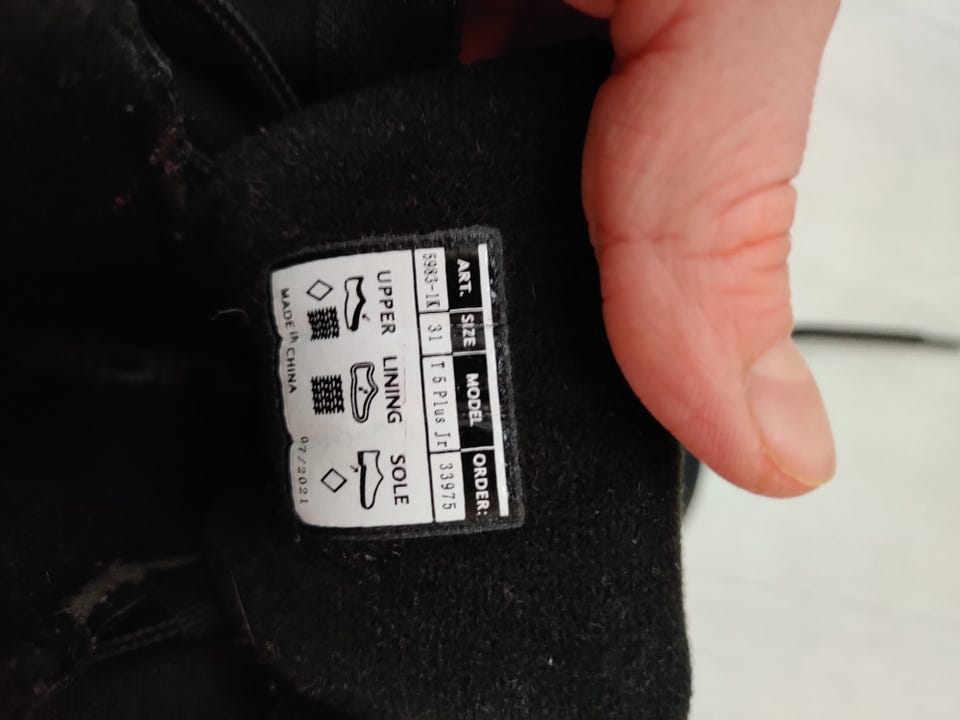 ART. SIZE MODEL ORDER:
5983-1K 31 T 5 Plus Jr 33975
UPPER LINING SOLE
MADE IN CHINA 07/2021